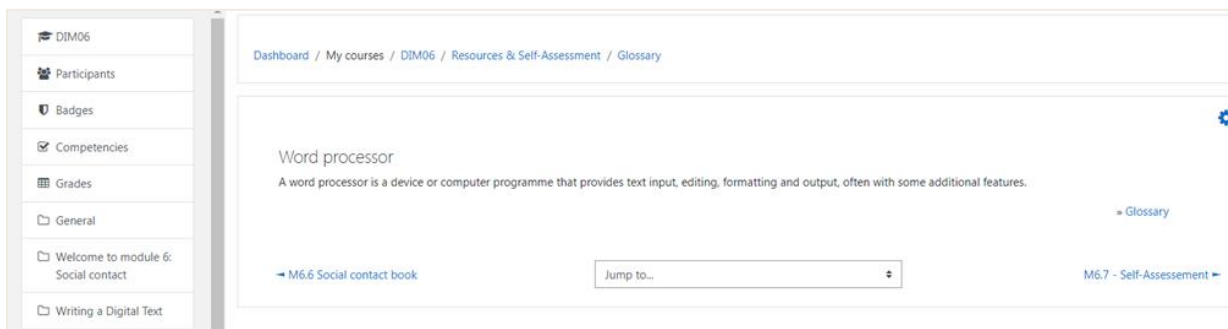 DIM06
Participants
Badges
Competencies
Grades
General
Welcome to module 6:
Social contact
Writing a Digital Text
Dashboard / My courses / DIM06 / Resources & Self-Assessment / Glossary
Word processor
A word processor is a device or computer programme that provides text input, editing, formatting and output, often with some additional features.
» Glossary
◄ M6.6 Social contact book
Jump to...
M6.7 - Self-Assessement ►